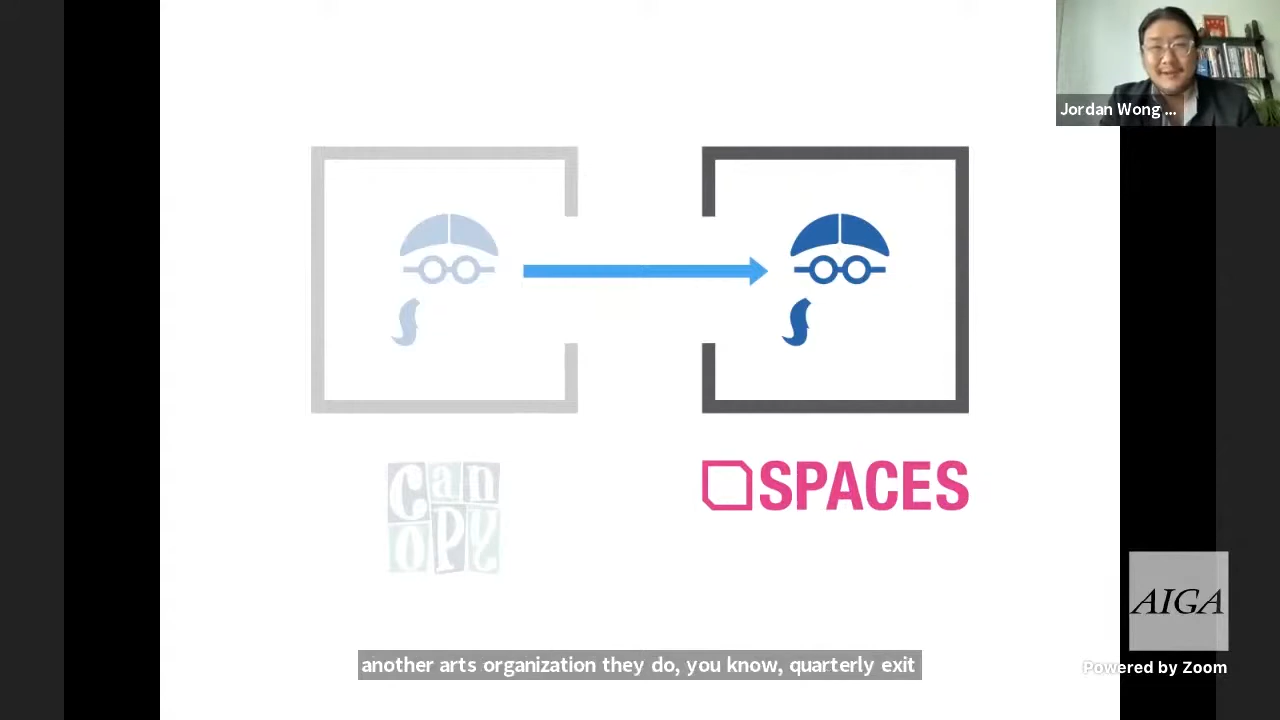 Jordan Wong ...
Can
opy
SPACES
AIGA
another arts organization they do, you know, quarterly exit
Powered by Zoom